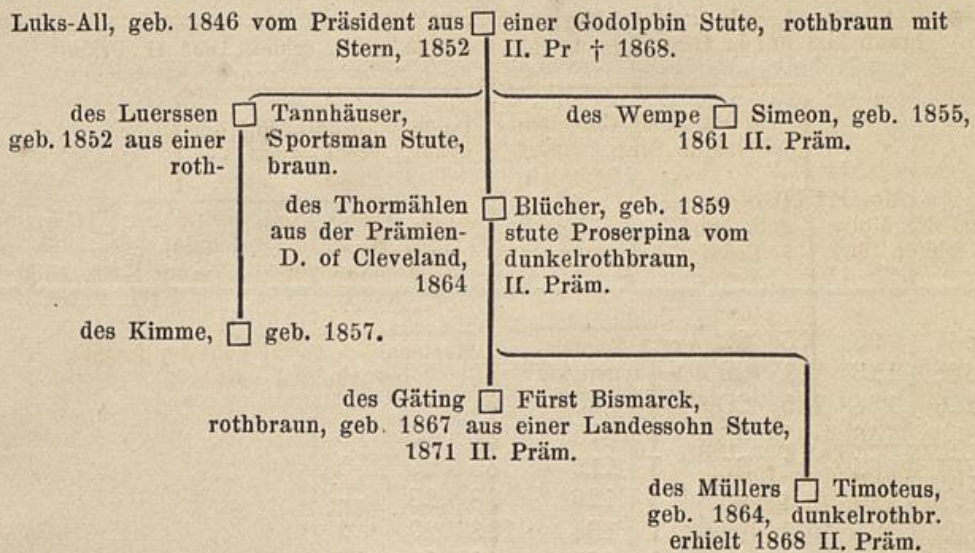 Luks-All, geb. 1846 vom Präsident aus einer Godolpbin Stute, rothbraun mit
Stern, 1852 II. Pr † 1868.
des Luerssen Tannhäuser,
geb. 1852 aus einer Sportsman Stute,
roth- braun.
des Wempe Simeon, geb. 1855,
1861 II. Präm.
des Thormählen Blücher, geb. 1859
aus der Prämien- stute Proserpina vom
D. of Cleveland, dunkelrothbraun,
1864 II. Präm.
des Kimme, geb. 1857.
des Gäting Fürst Bismarck,
rothbraun, geb. 1867 aus einer Landessohn Stute,
1871 II. Präm.
des Müllers Timoteus,
geb. 1864, dunkelrothbr.
erhielt 1868 II. Präm.